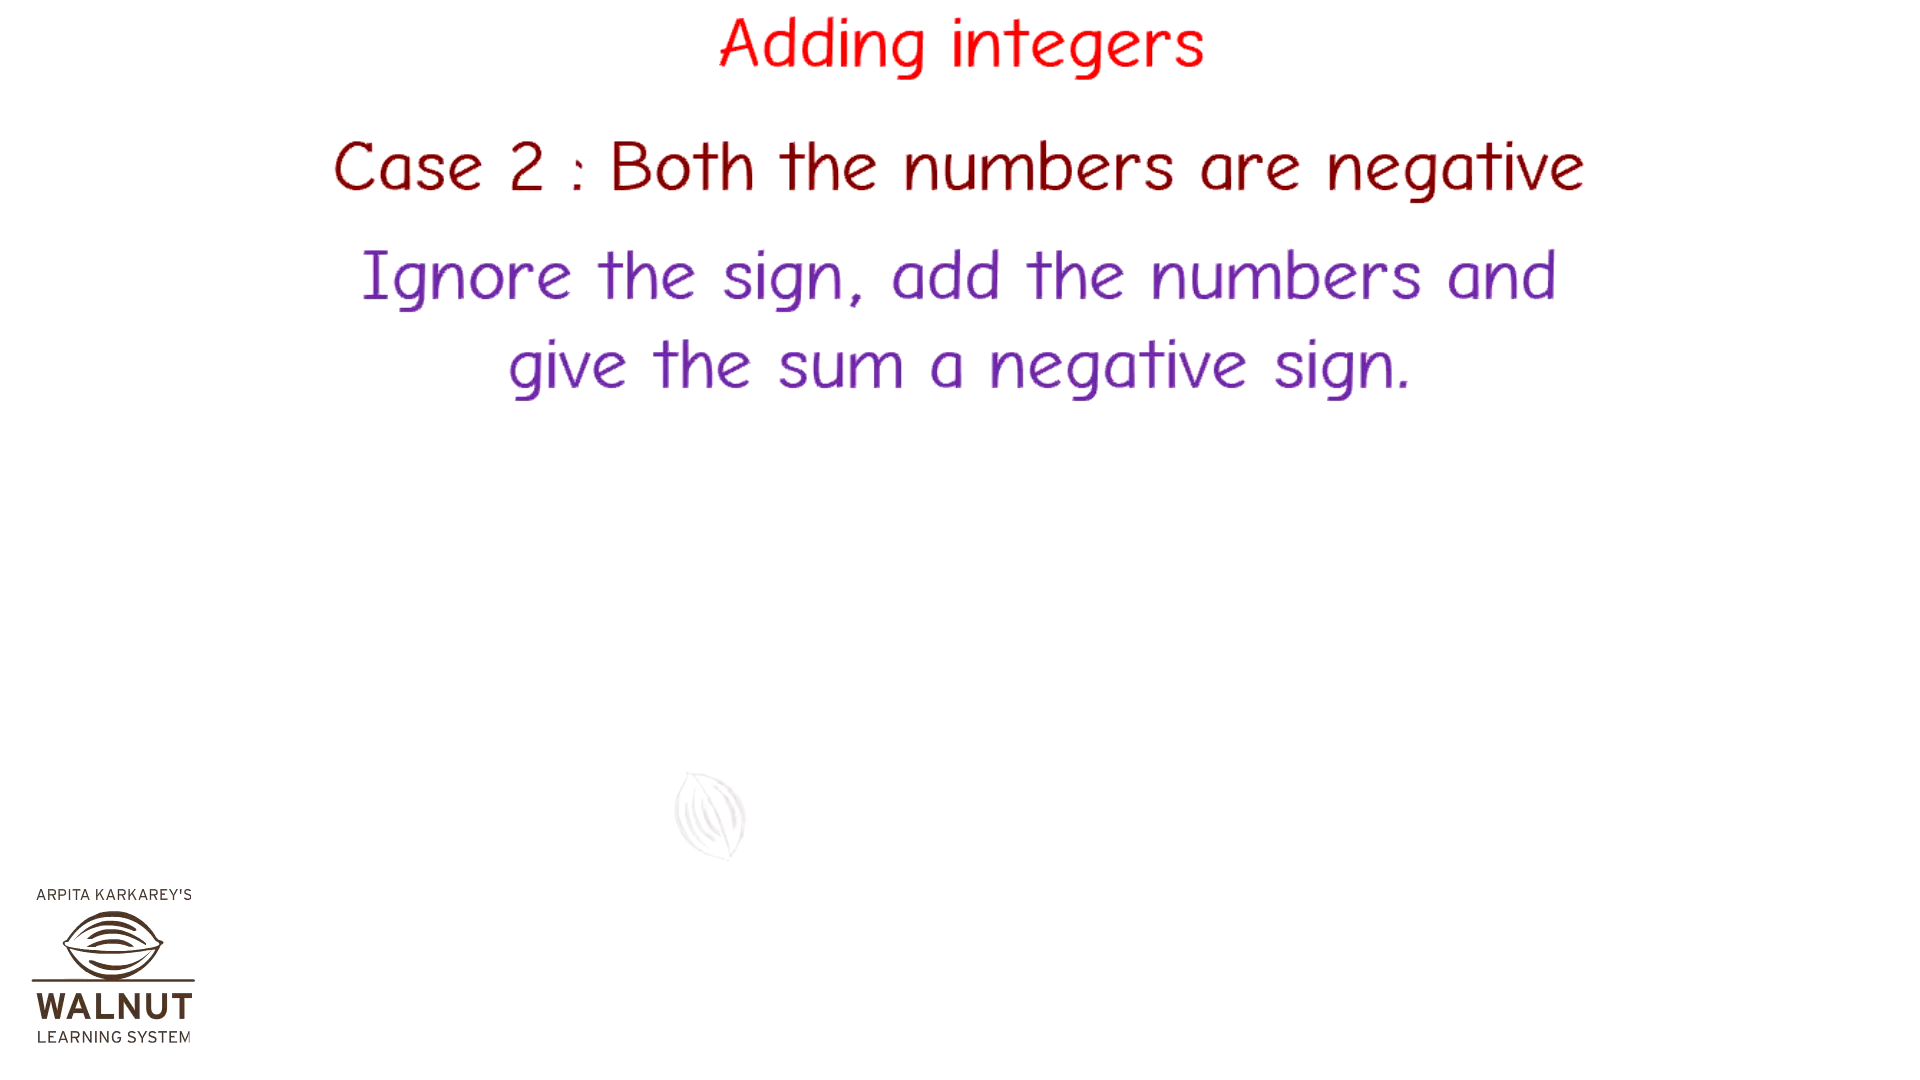 Adding integers
Case 2 : Both the numbers are negative
Ignore the sign, add the numbers and
give the sum a negative sign.
ARPITA KARKAREY'S
WALNUT
LEARNING SYSTEM